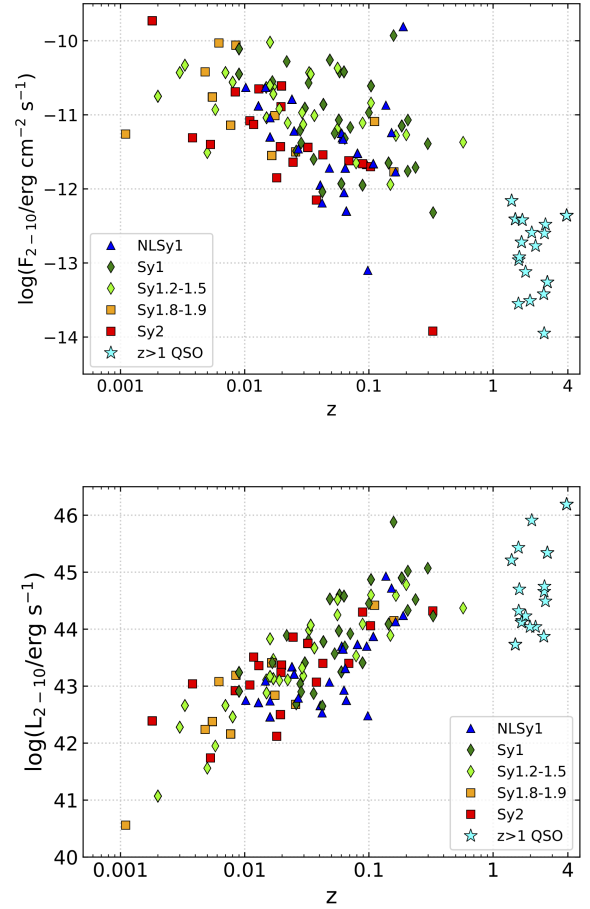 −10
−11
−12
−13
−14
log(F2−10/erg cm−2 s−1)
NLSy1
Sy1
Sy1.2-1.5
Sy1.8-1.9
Sy2
z>1 QSO
0.001 0.01 0.1 1 4
z
46
45
44
43
42
41
40
log(L2−10/erg s−1)
NLSy1
Sy1
Sy1.2-1.5
Sy1.8-1.9
Sy2
z>1 QSO
0.001 0.01 0.1 1 4
z